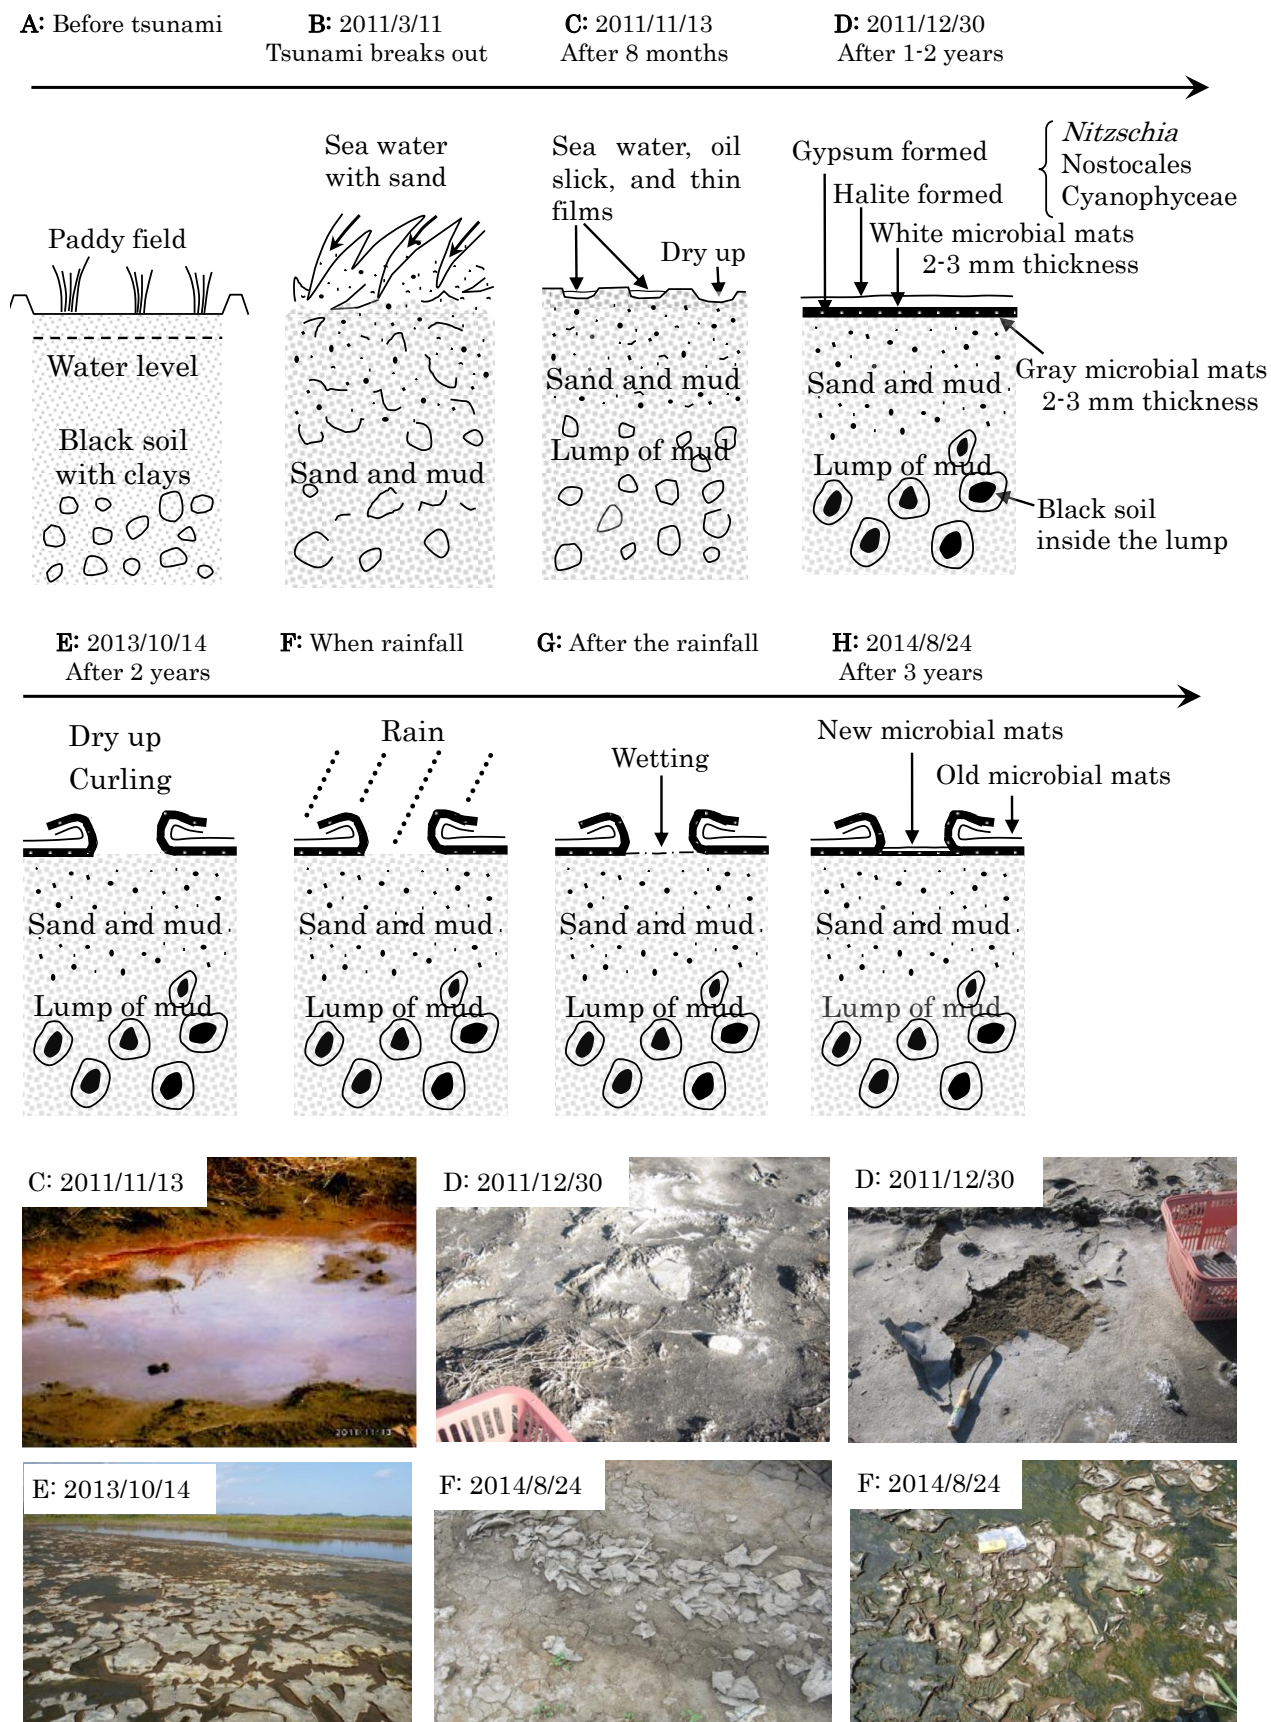 A: Before tsunami
B: 2011/3/11
Tsunami breaks out
C: 2011/11/13
After 8 months
D: 2011/12/30
After 1-2 years
Sea water
with sand
Sea water, oil
slick, and thin
films
Dry up
Gypsum formed
Halite formed
White microbial mats
2-3 mm thickness
Nitzschia
Nostocales
Cyanophyceae
Paddy field
Water level
Black soil
with clays
Sand and mud
Sand and mud
Lump of mud
Sand and mud
Lump of mud
Gray microbial mats
2-3 mm thickness
Black soil
inside the lump
E: 2013/10/14
After 2 years
F: When rainfall
G: After the rainfall
H: 2014/8/24
After 3 years
Dry up
Curling
Rain
Wetting
New microbial mats
Old microbial mats
Sand and mud
Lump of mud
Sand and mud
Lump of mud
Sand and mud
Lump of mud
Sand and mud
Lump of mud
C: 2011/11/13
2011/11/13
D: 2011/12/30
D: 2011/12/30
E: 2013/10/14
F: 2014/8/24
F: 2014/8/24